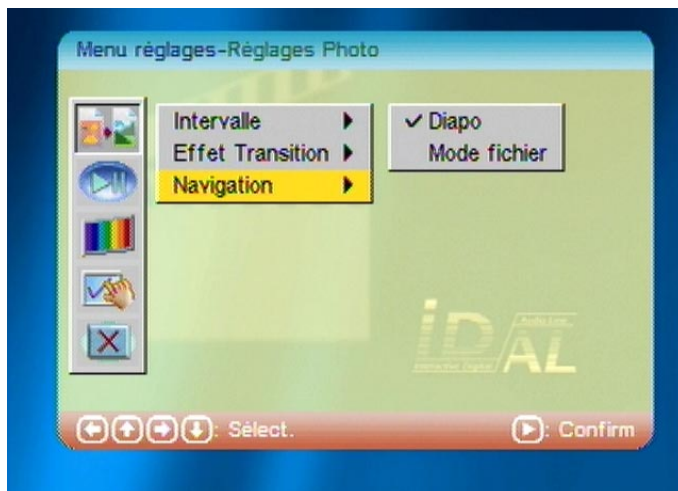 Menu réglages-Réglages Photo
Intervalle
Effet Transition
Navigation
✓ Diapo
Mode fichier
iDAL
: Sélect.
: Confirm